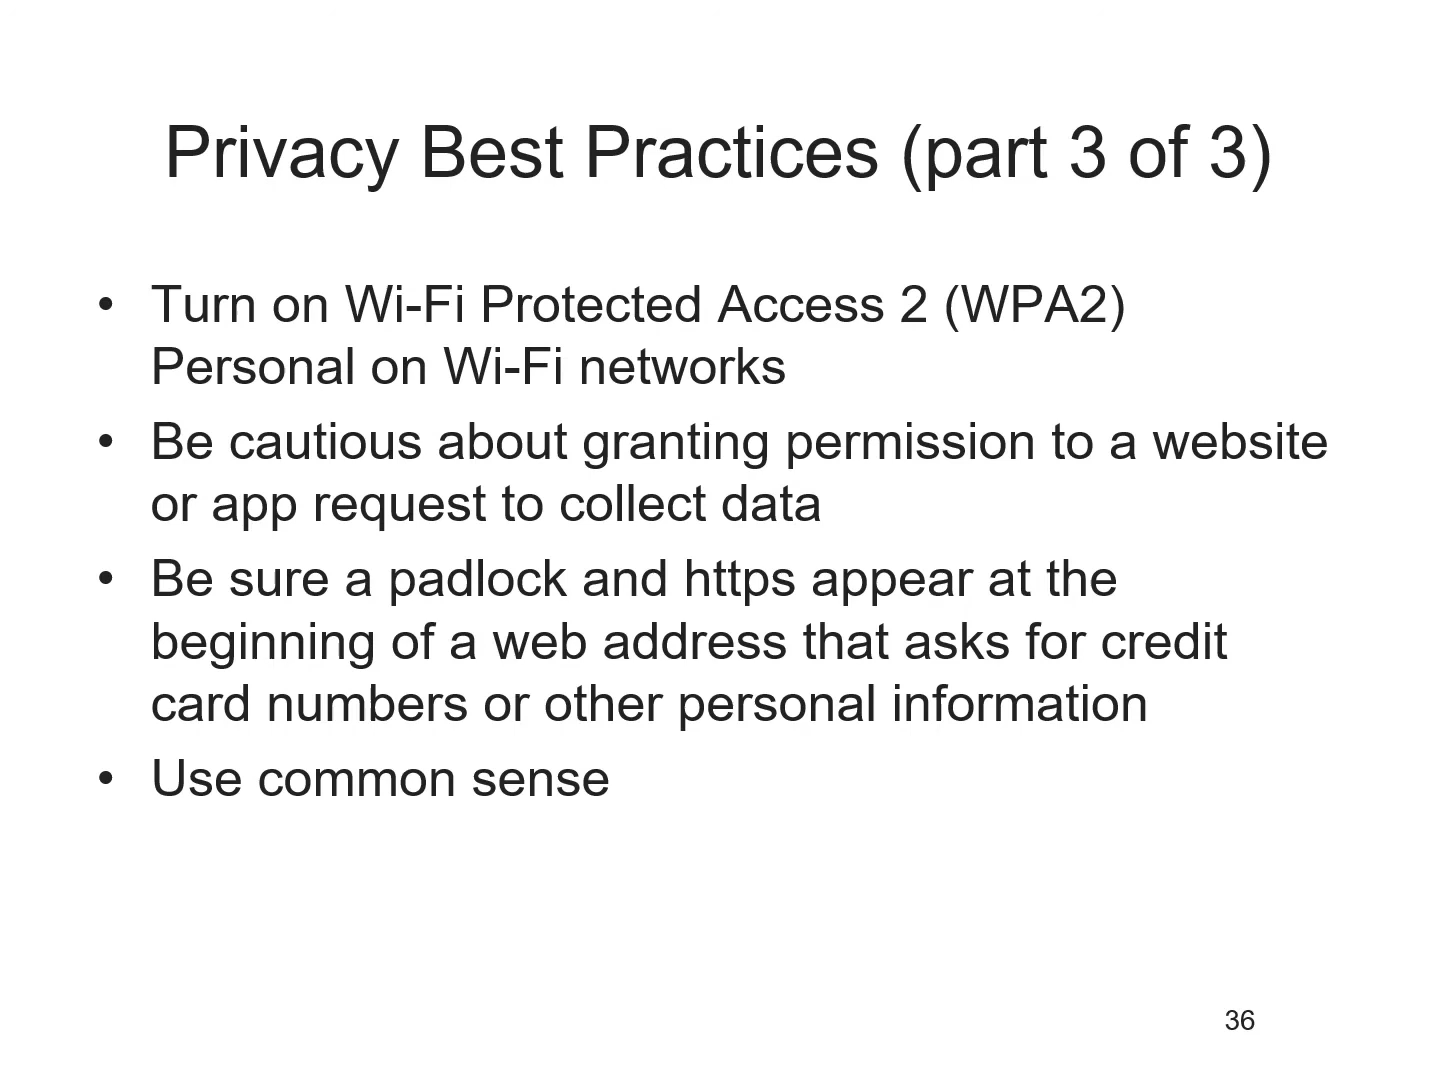 Privacy Best Practices (part 3 of 3)
• Turn on Wi-Fi Protected Access 2 (WPA2)
Personal on Wi-Fi networks
• Be cautious about granting permission to a website
or app request to collect data
• Be sure a padlock and https appear at the
beginning of a web address that asks for credit
card numbers or other personal information
• Use common sense
36